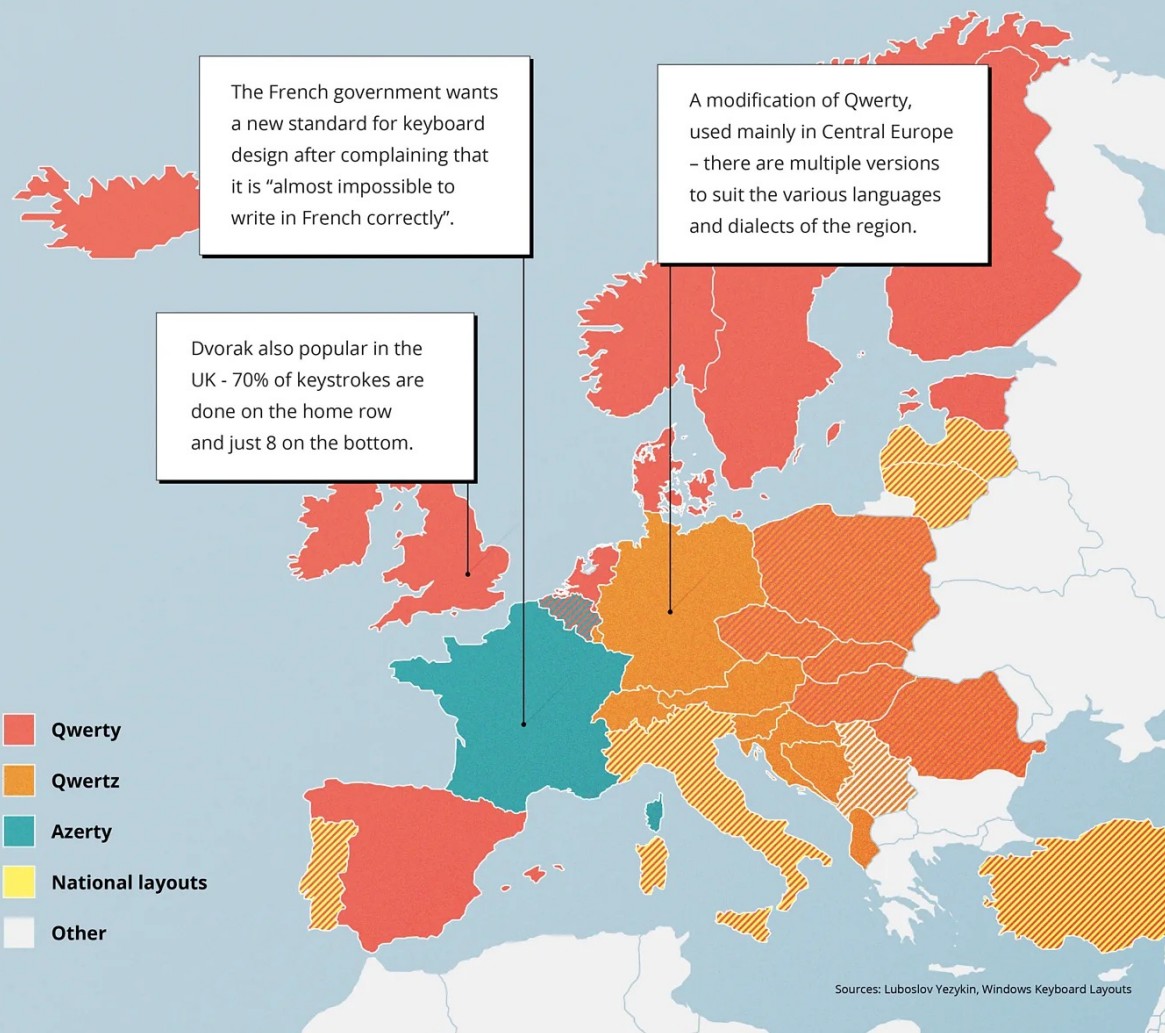 The French government wants
a new standard for keyboard
design after complaining that
it is “almost impossible to
write in French correctly”.
A modification of Qwerty,
used mainly in Central Europe
– there are multiple versions
to suit the various languages
and dialects of the region.
Dvorak also popular in the
UK - 70% of keystrokes are
done on the home row
and just 8 on the bottom.
Qwerty
Qwertz
Azerty
National layouts
Other
Sources: Luboslov Yezykin, Windows Keyboard Layouts